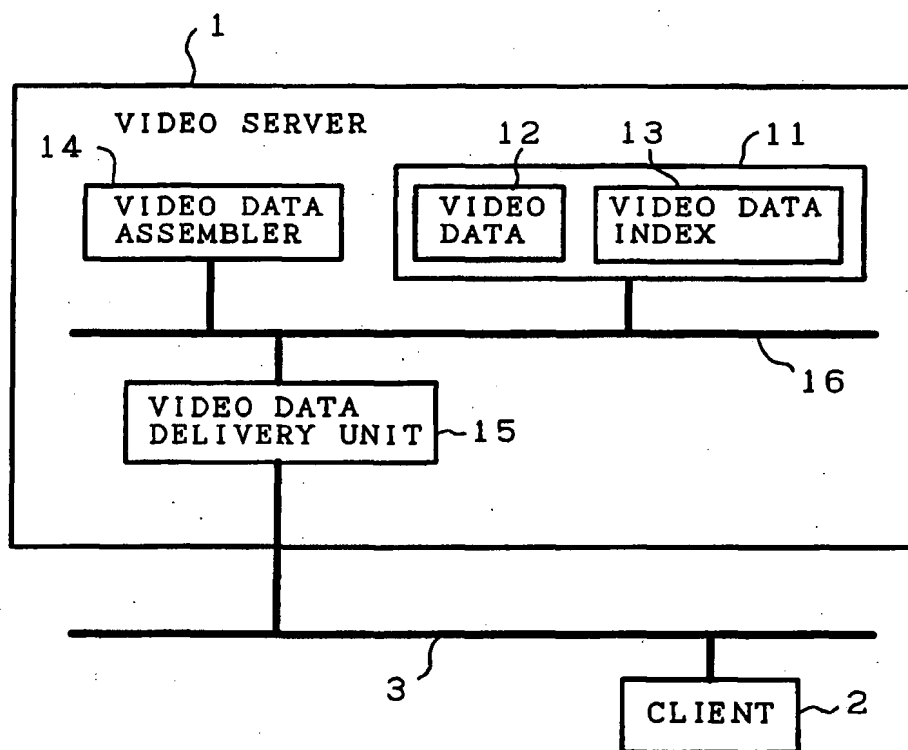 1
VIDEO SERVER
14
12
13
11
VIDEO DATA
ASSEMBLER
VIDEO
DATA
VIDEO DATA
INDEX
16
VIDEO DATA
DELIVERY UNIT
15
3
CLIENT
2